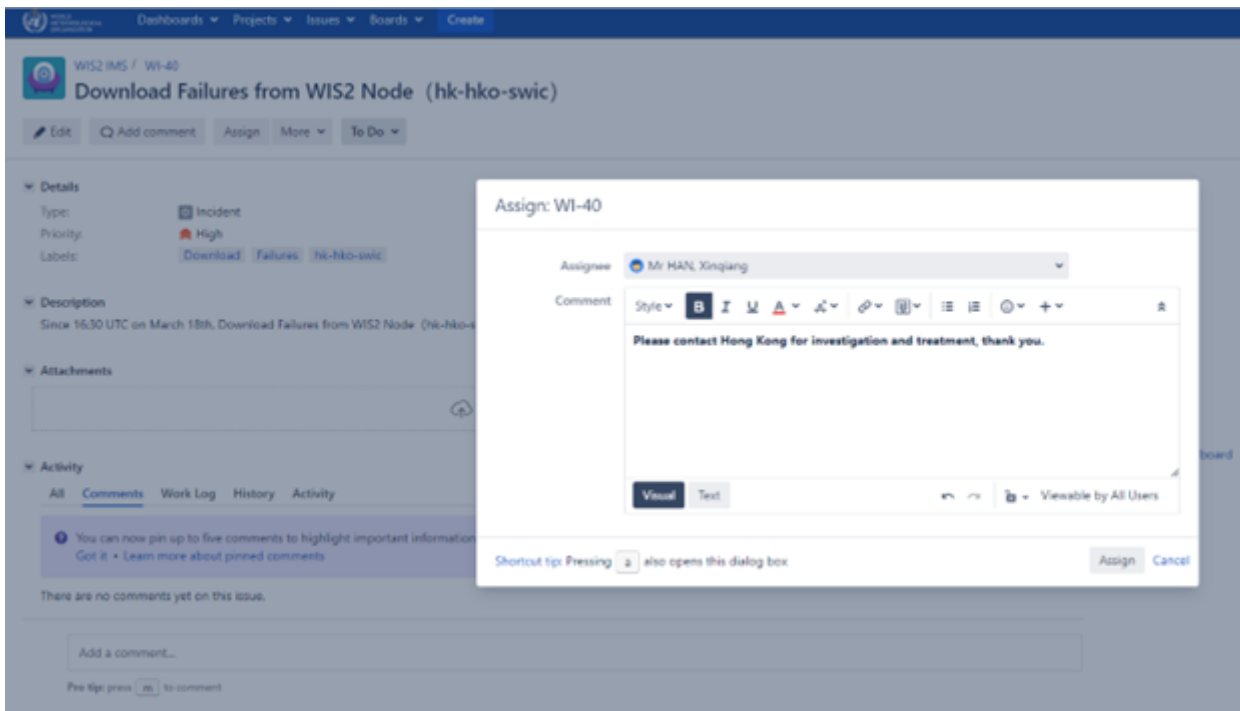 WORLD METEOROLOGICAL ORGANIZATION Dashboards Projects Issues Boards Create
WIS2 IMS / WI-40
Download Failures from WIS2 Node（hk-hko-swic）
Edit Add comment Assign More To Do
Details
Type: Incident
Priority: High
Labels: Download Failures hk-hko-swic
Description
Since 16:30 UTC on March 18th, Download Failures from WIS2 Node（hk-hko-s
Attachments
Activity
All Comments Work Log History Activity
You can now pin up to five comments to highlight important information
Got it • Learn more about pinned comments
There are no comments yet on this issue.
Add a comment...
Pro tip: press m to comment
Assign: WI-40
Assignee Mr HAN, Xinqiang
Comment Style B I U A
Please contact Hong Kong for investigation and treatment, thank you.
Visual Text Viewable by All Users
Shortcut tip: Pressing a also opens this dialog box Assign Cancel
board